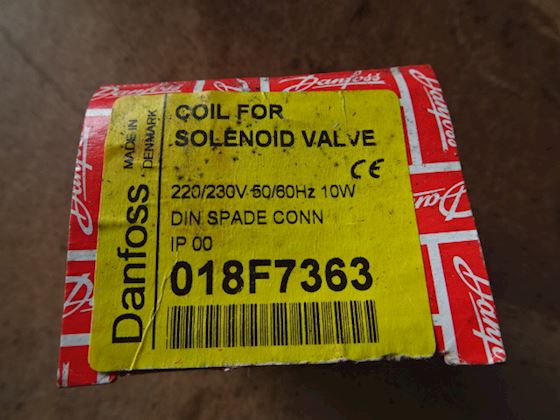 Danfoss
Danfoss
MADE IN
DENMARK
COIL FOR
SOLENOID VALVE
CE
220/230V 50/60Hz 10W
DIN SPADE CONN
IP 00
018F7363